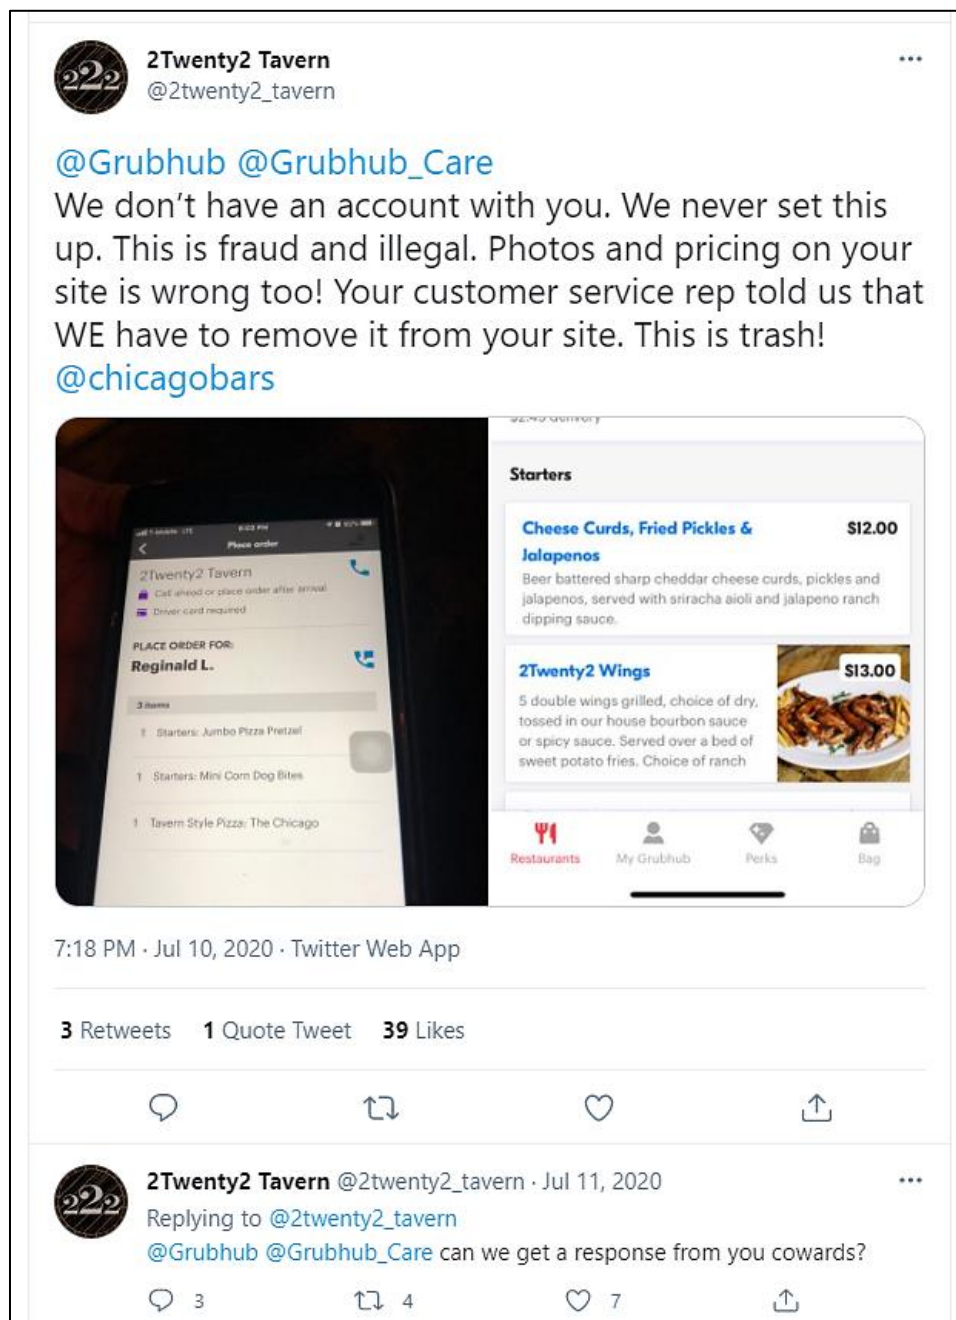 222
2Twenty2 Tavern
@2twenty2_tavern
@Grubhub @Grubhub_Care
We don’t have an account with you. We never set this
up. This is fraud and illegal. Photos and pricing on your
site is wrong too! Your customer service rep told us that
WE have to remove it from your site. This is trash!
@chicagobars
Place order
2Twenty2 Tavern
Call ahead or place order after arrival
Driver card required
PLACE ORDER FOR:
Reginald L.
3 items
1 Starters: Jumbo Pizza Pretzel
1 Starters: Mini Corn Dog Bites
1 Tavern Style Pizza: The Chicago
$2.49 delivery
Starters
Cheese Curds, Fried Pickles & $12.00
Jalapenos
Beer battered sharp cheddar cheese curds, pickles and
jalapenos, served with sriracha aioli and jalapeno ranch
dipping sauce.
2Twenty2 Wings $13.00
5 double wings grilled, choice of dry,
tossed in our house bourbon sauce
or spicy sauce. Served over a bed of
sweet potato fries. Choice of ranch
Restaurants My Grubhub Perks Bag
7:18 PM · Jul 10, 2020 · Twitter Web App
3 Retweets 1 Quote Tweet 39 Likes
222
2Twenty2 Tavern @2twenty2_tavern · Jul 11, 2020
Replying to @2twenty2_tavern
@Grubhub @Grubhub_Care can we get a response from you cowards?
3 4 7